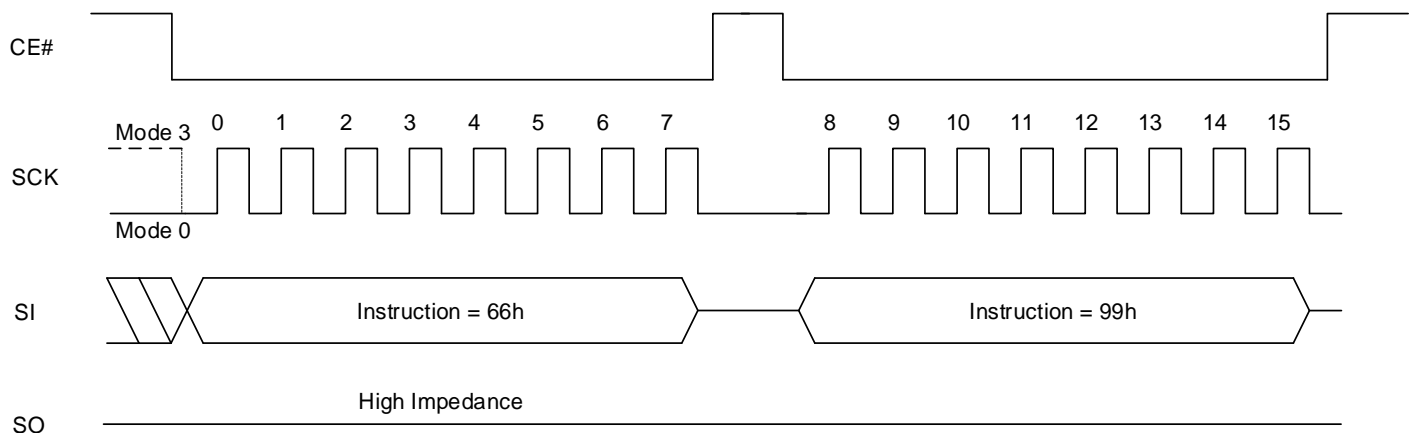 CE#
0 1 2 3 4 5 6 7 8 9 10 11 12 13 14 15
Mode 3
SCK
Mode 0
SI
Instruction = 66h Instruction = 99h
High Impedance
SO